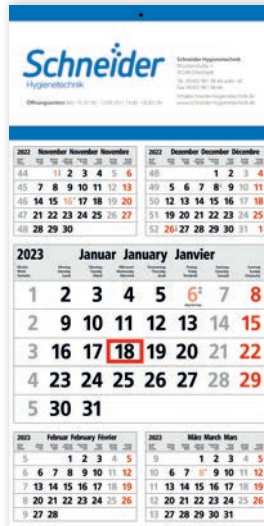 Schneider
Hygienetechnik
Schneider Hygienetechnik
2022 November November Novembre
44 1 2 3 4 5 6
45 7 8 9 10 11 12 13
46 14 15 16 17 18 19 20
47 21 22 23 24 25 26 27
48 28 29 30
2022 Dezember December Décembre
48 1 2 3 4
49 5 6 7 8 9 10 11
50 12 13 14 15 16 17 18
51 19 20 21 22 23 24 25
52 26 27 28 29 30 31 1
2023 Januar January Janvier
1 2 3 4 5 6 7 8
2 9 10 11 12 13 14 15
3 16 17 18 19 20 21 22
4 23 24 25 26 27 28 29
5 30 31
2023 Februar February Février
5 1 2 3 4 5
6 6 7 8 9 10 11 12
7 13 14 15 16 17 18 19
8 20 21 22 23 24 25 26
9 27 28
2023 März March Mars
9 1 2 3 4 5
10 6 7 8 9 10 11 12
11 13 14 15 16 17 18 19
12 20 21 22 23 24 25 26
13 27 28 29 30 31